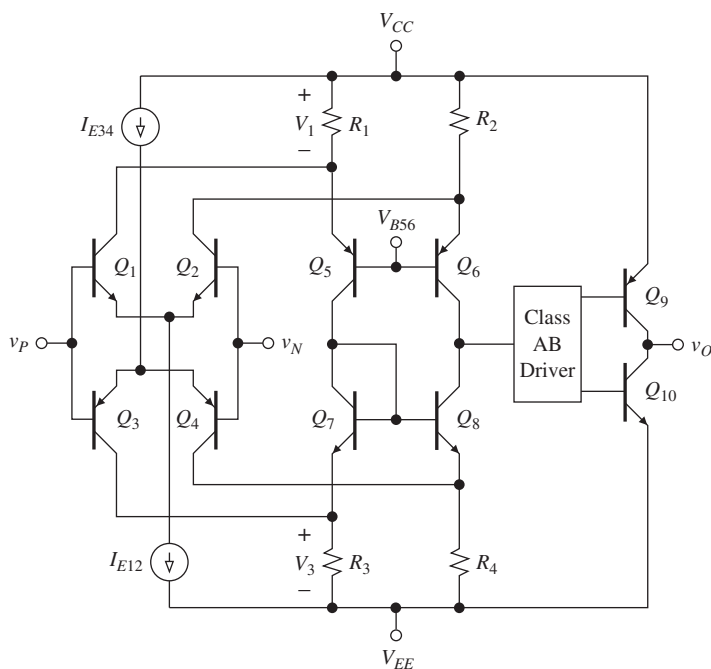 V_CC
+
I_E34
V_1
R_1
R_2
−
V_B56
Q_1
Q_2
Q_5
Q_6
Q_9
Class
AB
Driver
v_P
v_N
v_O
Q_3
Q_4
Q_7
Q_8
Q_10
+
I_E12
V_3
R_3
R_4
−
V_EE